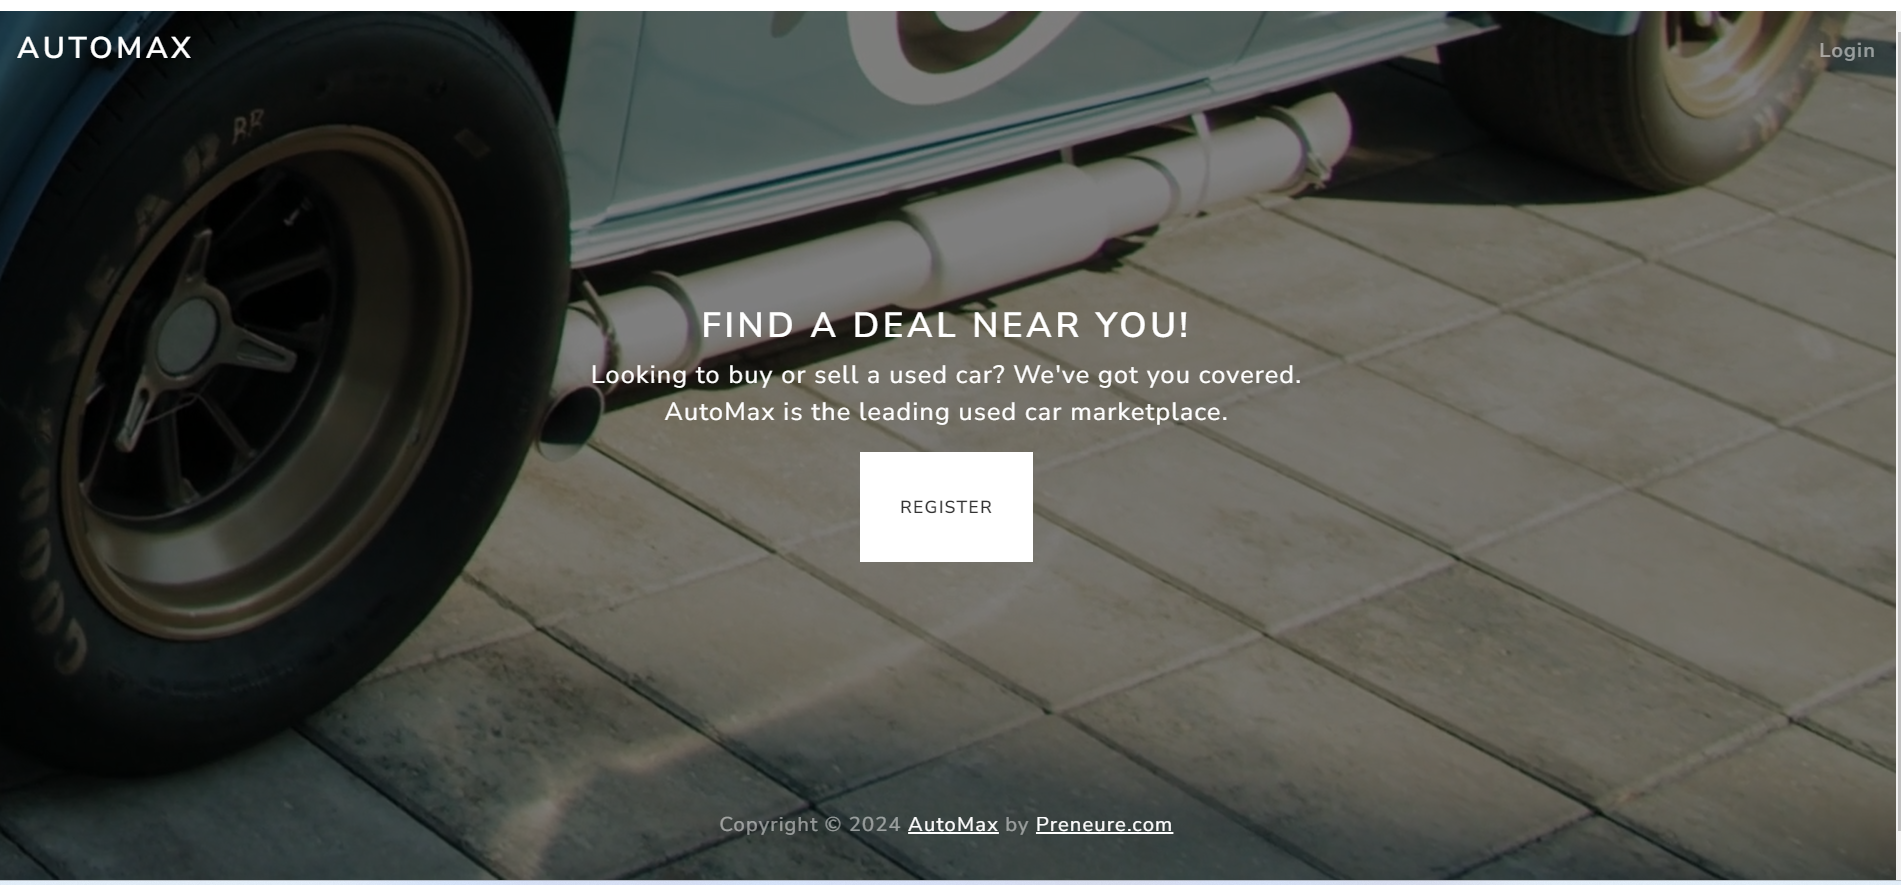 AUTOMAX
Login
FIND A DEAL NEAR YOU!
Looking to buy or sell a used car? We've got you covered.
AutoMax is the leading used car marketplace.
REGISTER
Copyright © 2024 AutoMax by Preneure.com